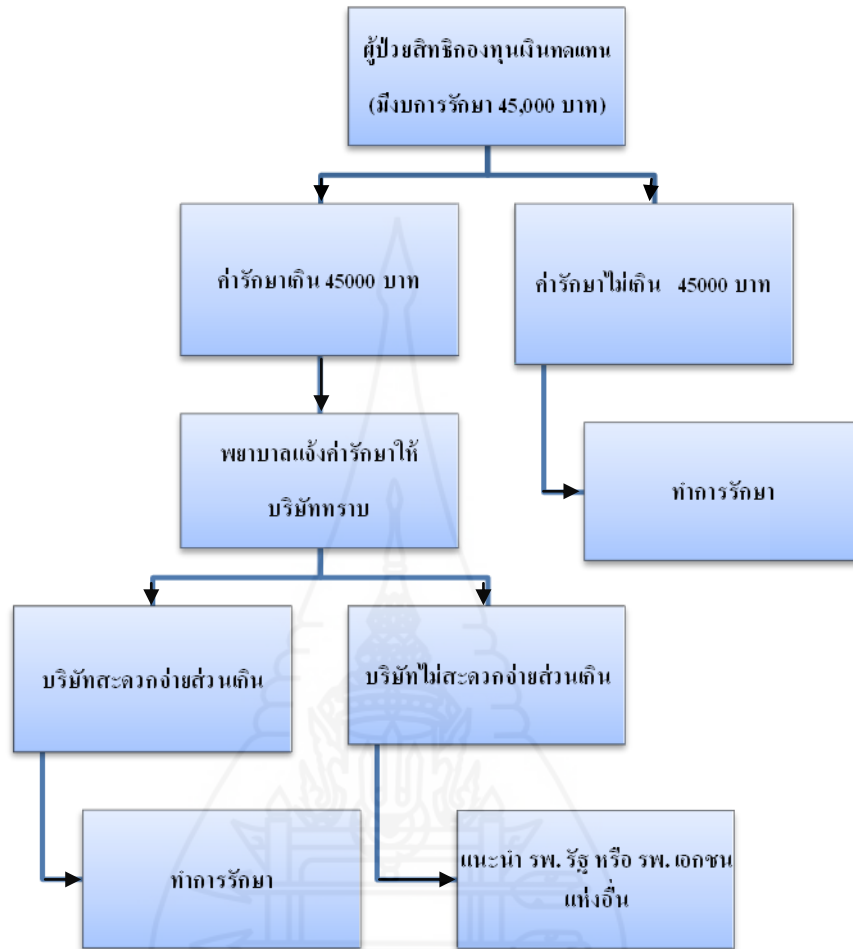 ผู้ป่วยสิทธิกองทุนเงินทดแทน
(มีงบการรักษา 45,000 บาท)
ค่ารักษาเกิน 45000 บาท
ค่ารักษาไม่เกิน 45000 บาท
พยาบาลแจ้งค่ารักษาให้
บริษัททราบ
ทำการรักษา
บริษัทสะดวกจ่ายส่วนเกิน
บริษัทไม่สะดวกจ่ายส่วนเกิน
ทำการรักษา
แนะนำ รพ. รัฐ หรือ รพ. เอกชน
แห่งอื่น